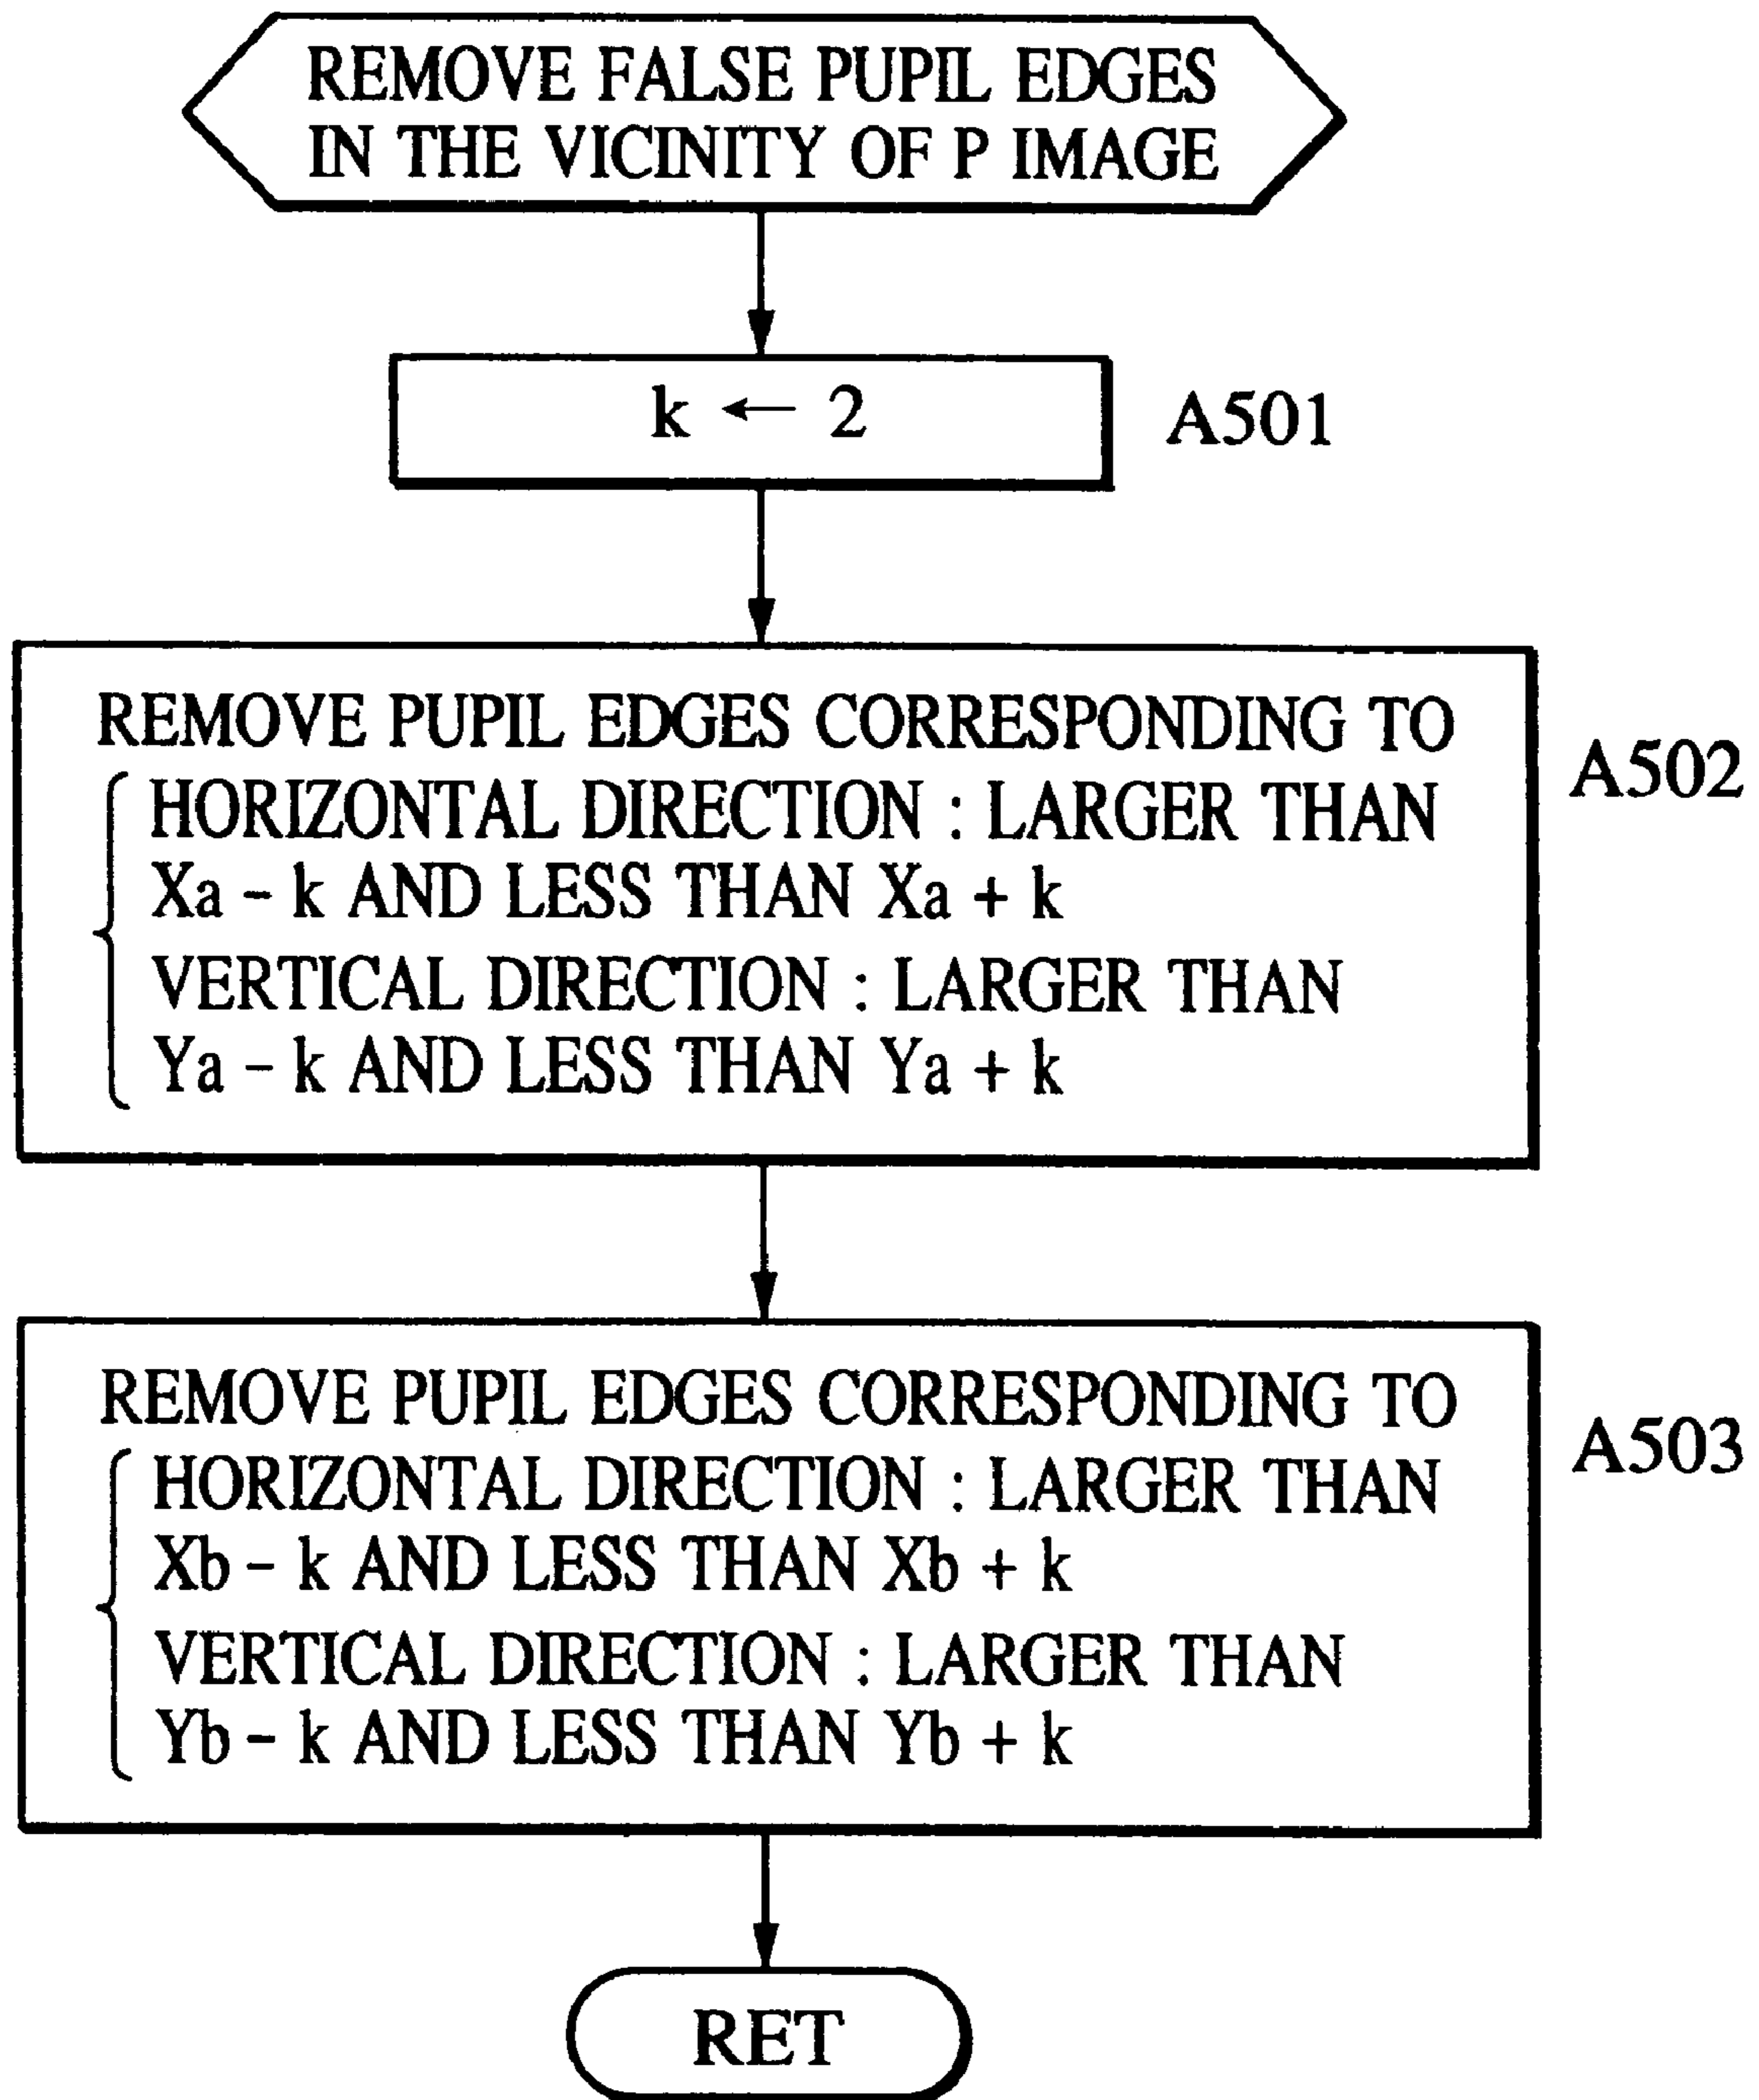 REMOVE FALSE PUPIL EDGES
IN THE VICINITY OF P IMAGE
k ← 2
A501
REMOVE PUPIL EDGES CORRESPONDING TO
HORIZONTAL DIRECTION : LARGER THAN
Xa – k AND LESS THAN Xa + k
VERTICAL DIRECTION : LARGER THAN
Ya – k AND LESS THAN Ya + k
A502
REMOVE PUPIL EDGES CORRESPONDING TO
HORIZONTAL DIRECTION : LARGER THAN
Xb – k AND LESS THAN Xb + k
VERTICAL DIRECTION : LARGER THAN
Yb – k AND LESS THAN Yb + k
A503
RET